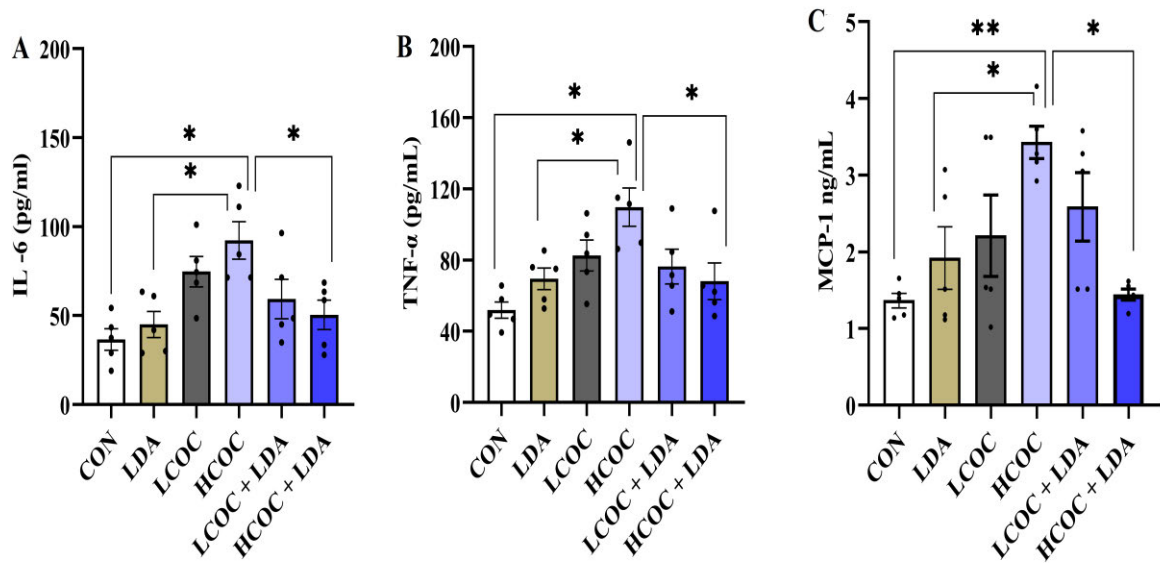 A
IL -6 (pg/ml)
200
150
100
50
0
*
*
*
CON
LDA
LCOC
HCOC
LCOC + LDA
HCOC + LDA
B
TNF-α (pg/mL)
200
160
120
80
40
0
*
*
*
CON
LDA
LCOC
HCOC
LCOC + LDA
HCOC + LDA
C
MCP-1 ng/mL
5
4
3
2
1
0
**
*
*
CON
LDA
LCOC
HCOC
LCOC + LDA
HCOC + LDA